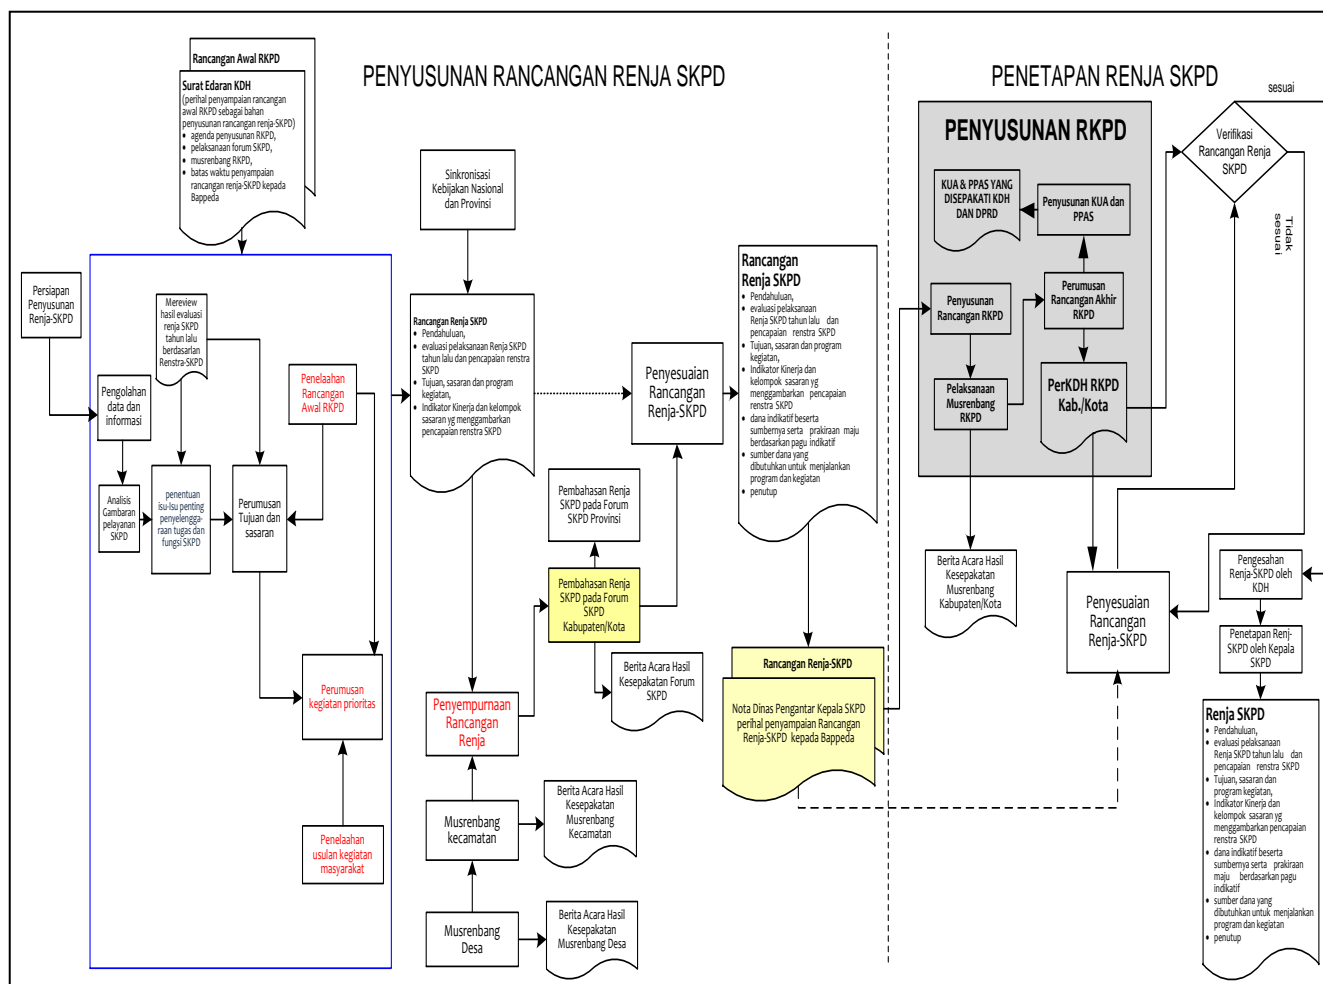 PENYUSUNAN RANCANGAN RENJA SKPD
PENETAPAN RENJA SKPD
Rancangan Awal RKPD
Surat Edaran KDH
(perihal penyampaian rancangan
awal RKPD sebagai bahan
penyusunan rancangan renja-SKPD)
• agenda penyusunan RKPD,
• pelaksanaan forum SKPD,
• musrenbang RKPD,
• batas waktu penyampaian
rancangan renja-SKPD kepada
Bappeda
Persiapan
Penyusunan
Renja-SKPD
Mereview
hasil evaluasi
renja SKPD
tahun lalu
berdasarlan
Renstra-SKPD
Pengolahan
data dan
informasi
Penelaahan
Rancangan
Awal RKPD
Analisis
Gambaran
pelayanan
SKPD
penentuan
isu-Isu penting
penyelengga-
raan tugas dan
fungsi SKPD
Perumusan
Tujuan dan
sasaran
Perumusan
kegiatan prioritas
Penelaahan
usulan kegiatan
masyarakat
Sinkronisasi
Kebijakan Nasional
dan Provinsi
Rancangan Renja SKPD
• Pendahuluan,
• evaluasi pelaksanaan Renja SKPD
tahun lalu dan pencapaian renstra
SKPD
• Tujuan, sasaran dan program
kegiatan,
• Indikator Kinerja dan kelompok
sasaran yg menggambarkan
pencapaian renstra SKPD
Penyempurnaan
Rancangan
Renja
Musrenbang
kecamatan
Musrenbang
Desa
Berita Acara Hasil
Kesepakatan
Musrenbang
Kecamatan
Berita Acara Hasil
Kesepakatan
Musrenbang Desa
Pembahasan Renja
SKPD pada Forum
SKPD Provinsi
Pembahasan Renja
SKPD pada Forum
SKPD
Kabupaten/Kota
Berita Acara Hasil
Kesepakatan Forum
SKPD
Penyesuaian
Rancangan
Renja-SKPD
Rancangan
Renja SKPD
• Pendahuluan,
• evaluasi pelaksanaan
Renja SKPD tahun lalu dan
pencapaian renstra SKPD
• Tujuan, sasaran dan program
kegiatan,
• Indikator Kinerja dan
kelompok sasaran yg
menggambarkan pencapaian
renstra SKPD
• dana indikatif beserta
sumbernya serta prakiraan maju
berdasarkan pagu indikatif
• sumber dana yang
dibutuhkan untuk menjalankan
program dan kegiatan
• penutup
Rancangan Renja-SKPD
Nota Dinas Pengantar Kepala SKPD
perihal penyampaian Rancangan
Renja-SKPD kepada Bappeda
PENYUSUNAN RKPD
KUA & PPAS YANG
DISEPAKATI KDH
DAN DPRD
Penyusunan KUA dan
PPAS
Penyusunan
Rancangan RKPD
Perumusan
Rancangan Akhir
RKPD
Pelaksanaan
Musrenbang
RKPD
PerKDH RKPD
Kab./Kota
Berita Acara Hasil
Kesepakatan
Musrenbang
Kabupaten/Kota
Penyesuaian
Rancangan
Renja-SKPD
Verifikasi
Rancangan Renja
SKPD
sesuai
Tidak
sesuai
Pengesahan
Renja-SKPD oleh
KDH
Penetapan Renj-
SKPD oleh Kepala
SKPD
Renja SKPD
• Pendahuluan,
• evaluasi pelaksanaan
Renja SKPD tahun lalu dan
pencapaian renstra SKPD
• Tujuan, sasaran dan
program kegiatan,
• Indikator Kinerja dan
kelompok sasaran yg
menggambarkan pencapaian
renstra SKPD
• dana indikatif beserta
sumbernya serta prakiraan
maju berdasarkan pagu
indikatif
• sumber dana yang
dibutuhkan untuk menjalankan
program dan kegiatan
• penutup